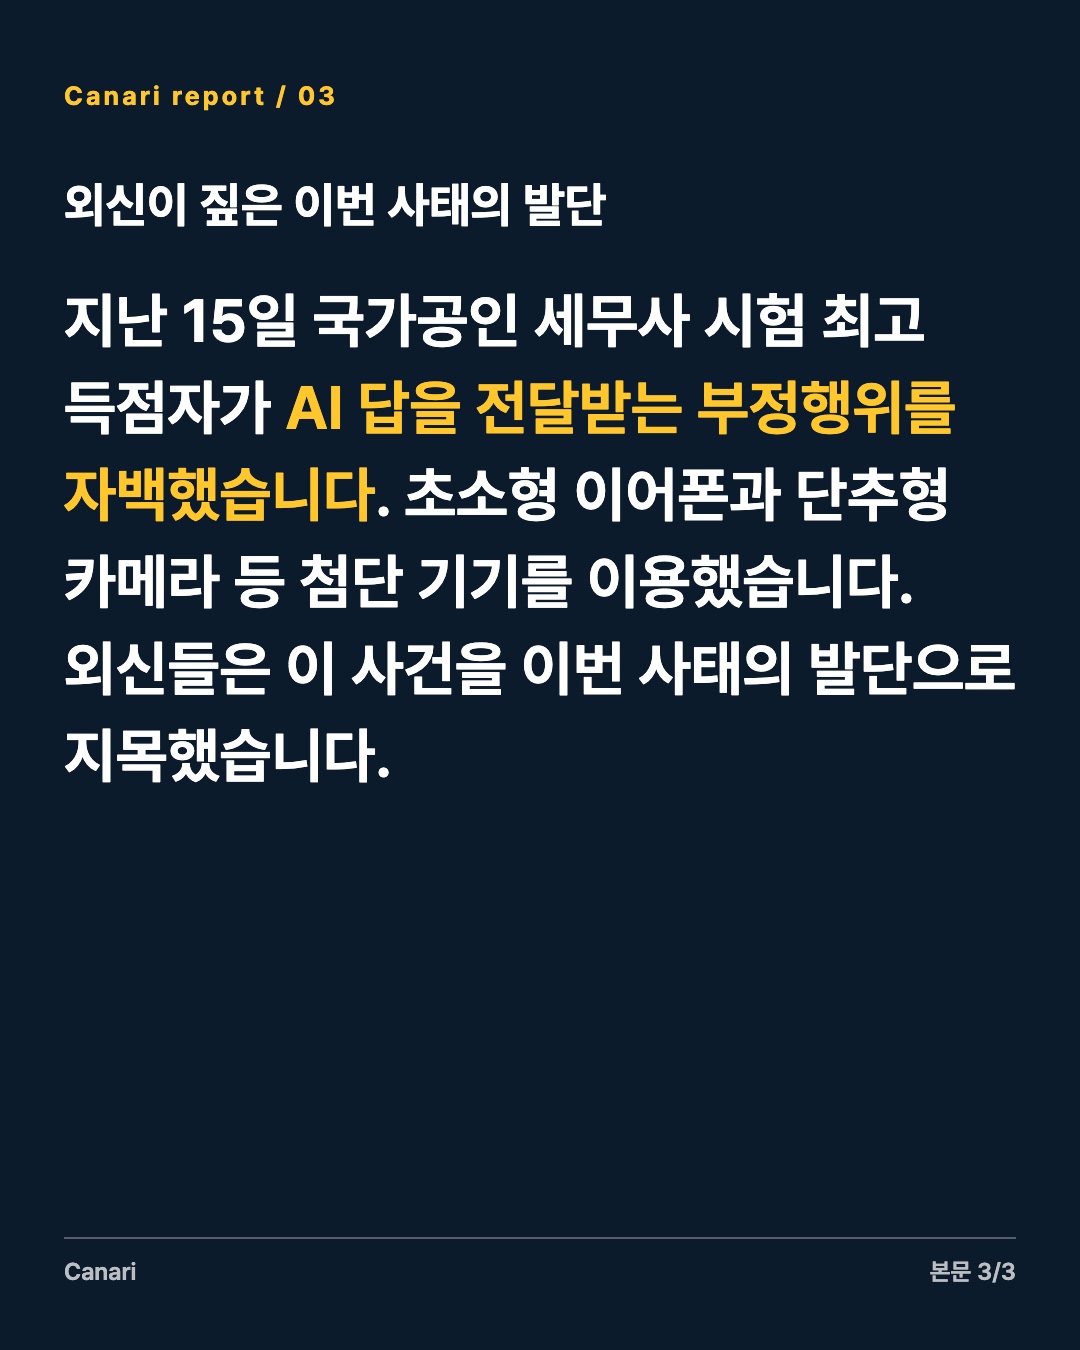 Canari report / 03
외신이 짚은 이번 사태의 발단
지난 15일 국가공인 세무사 시험 최고
득점자가 AI 답을 전달받는 부정행위를
자백했습니다. 초소형 이어폰과 단추형
카메라 등 첨단 기기를 이용했습니다.
외신들은 이 사건을 이번 사태의 발단으로
지목했습니다.
Canari
본문 3/3